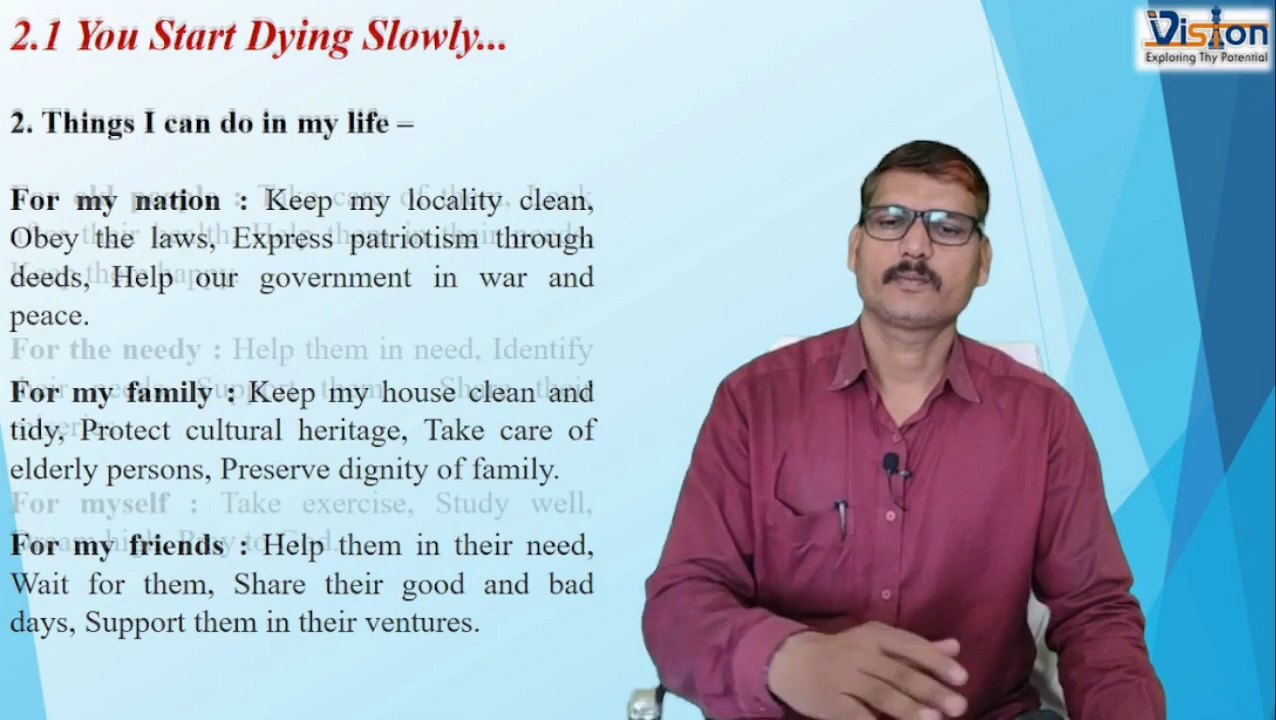 2.1 You Start Dying Slowly...
Vision
Exploring Thy Potential
2. Things I can do in my life –
For my nation : Keep my locality clean,
Obey the laws, Express patriotism through
deeds, Help our government in war and
peace.
For the needy : Help them in need, Identify
For my family : Keep my house clean and
tidy, Protect cultural heritage, Take care of
elderly persons, Preserve dignity of family.
For myself : Take exercise, Study well,
For my friends : Help them in their need,
Wait for them, Share their good and bad
days, Support them in their ventures.